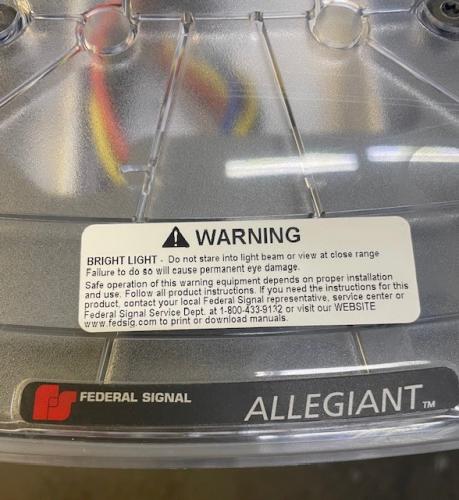 WARNING
BRIGHT LIGHT - Do not stare into light beam or view at close range
Failure to do so will cause permanent eye damage.
Safe operation of this warning equipment depends on proper installation
and use. Follow all product instructions. If you need the instructions for this
product, contact your local Federal Signal representative, service center or
Federal Signal Service Dept. at 1-800-433-9132 or visit our WEBSITE
www.fedsig.com to print or download manuals.
FEDERAL SIGNAL
ALLEGIANT™